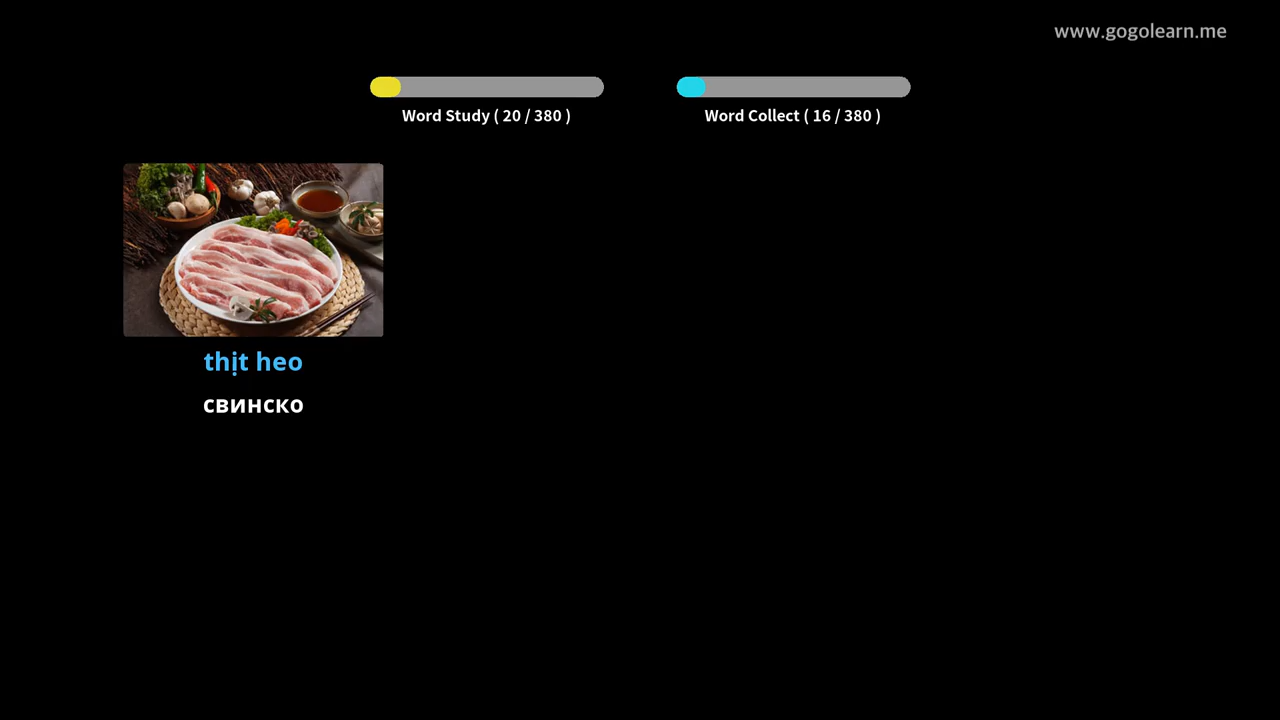 www.gogolearn.me
Word Study ( 20 / 380 )
Word Collect ( 16 / 380 )
thịt heo
свинско